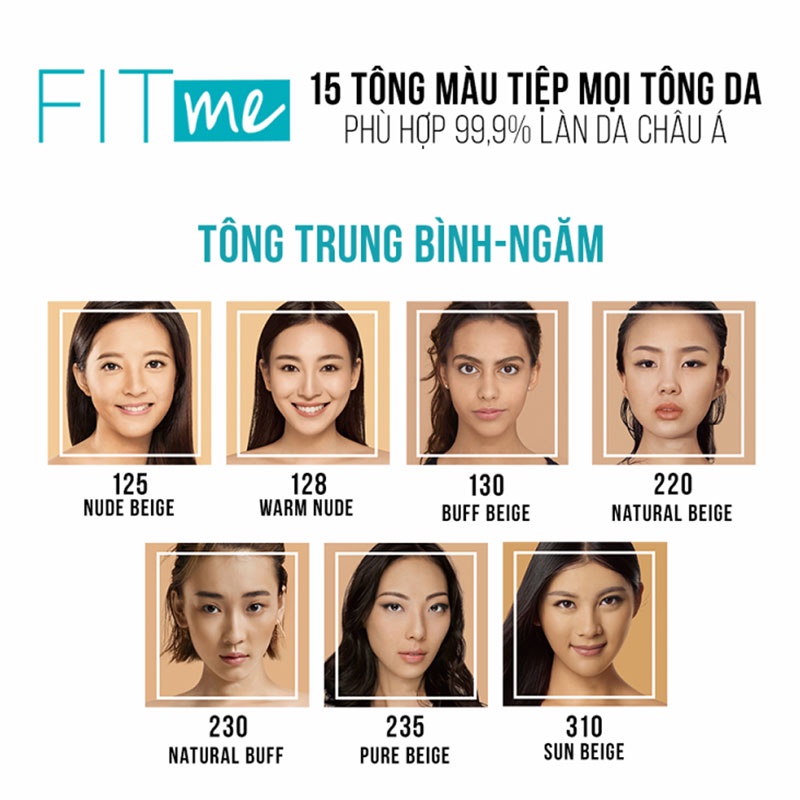 FIT me
15 TÔNG MÀU TIỆP MỌI TÔNG DA
PHÙ HỢP 99,9% LÀN DA CHÂU Á
TÔNG TRUNG BÌNH-NGĂM
125
NUDE BEIGE
128
WARM NUDE
130
BUFF BEIGE
220
NATURAL BEIGE
230
NATURAL BUFF
235
PURE BEIGE
310
SUN BEIGE